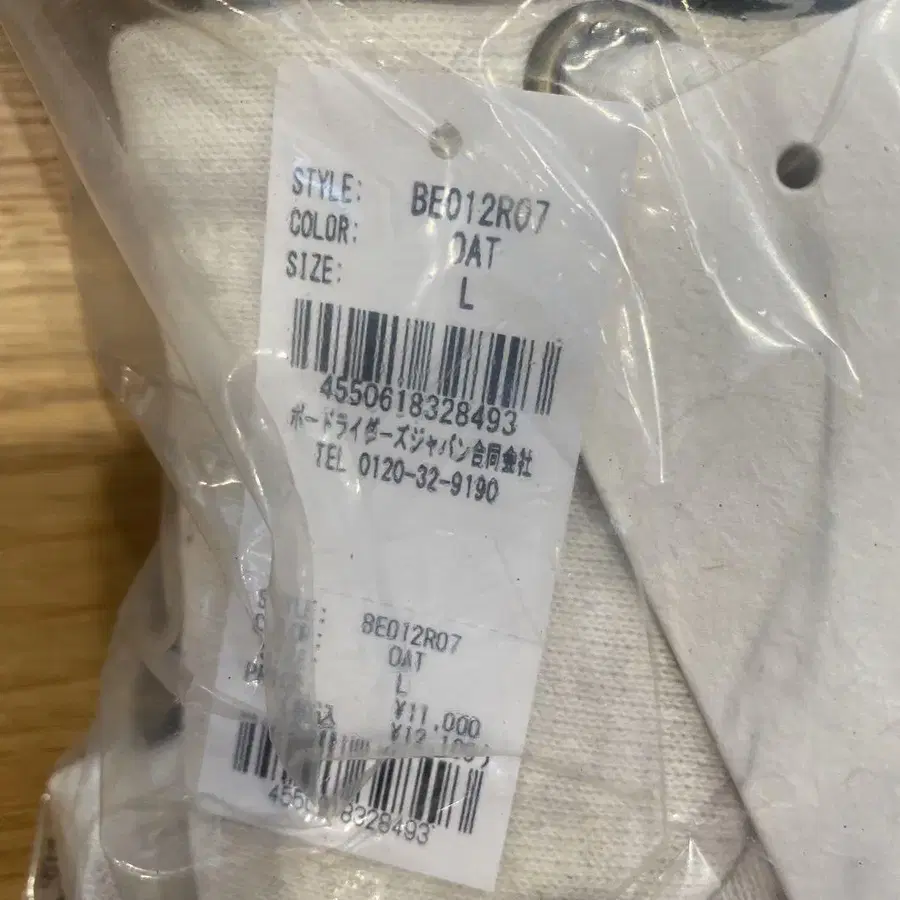 STYLE: BE012R07
COLOR: OAT
SIZE: L
4550618328493
ボードライダーズジャパン合同会社
TEL 0120-32-9190
BE012R07
OAT
L
¥11,000
8328493